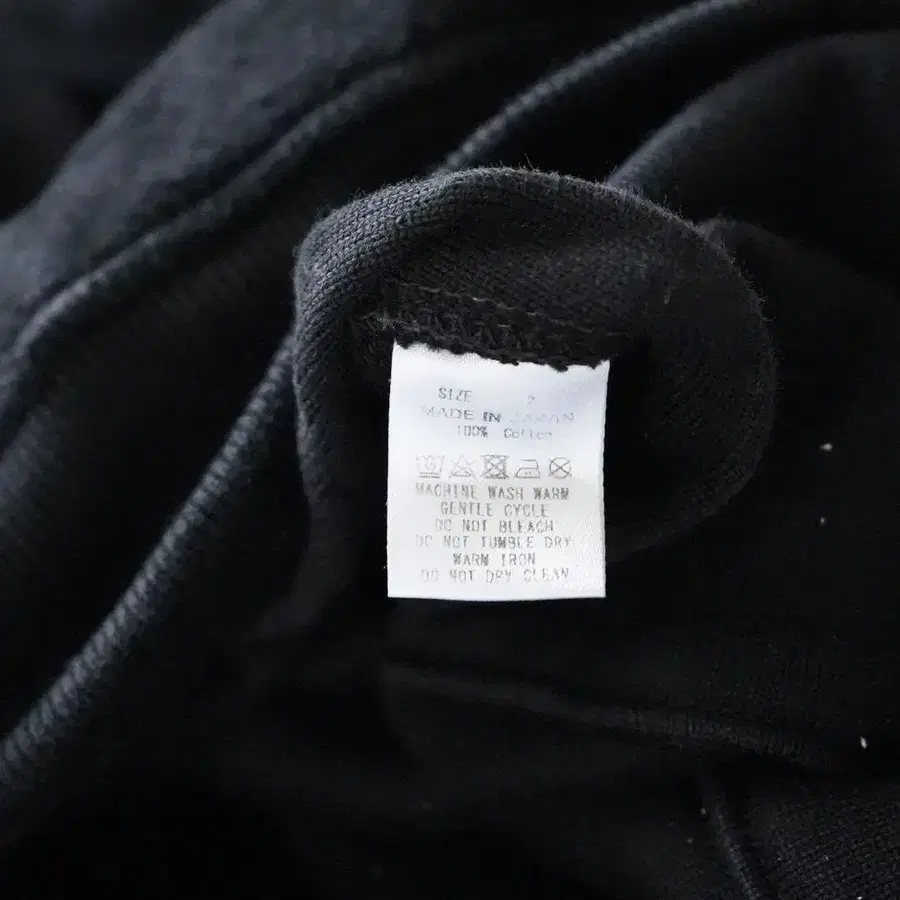 SIZE 2
MADE IN JAPAN
100% Cotton
MACHINE WASH WARM
GENTLE CYCLE
DO NOT BLEACH
DO NOT TUMBLE DRY
WARM IRON
DO NOT DRY CLEAN